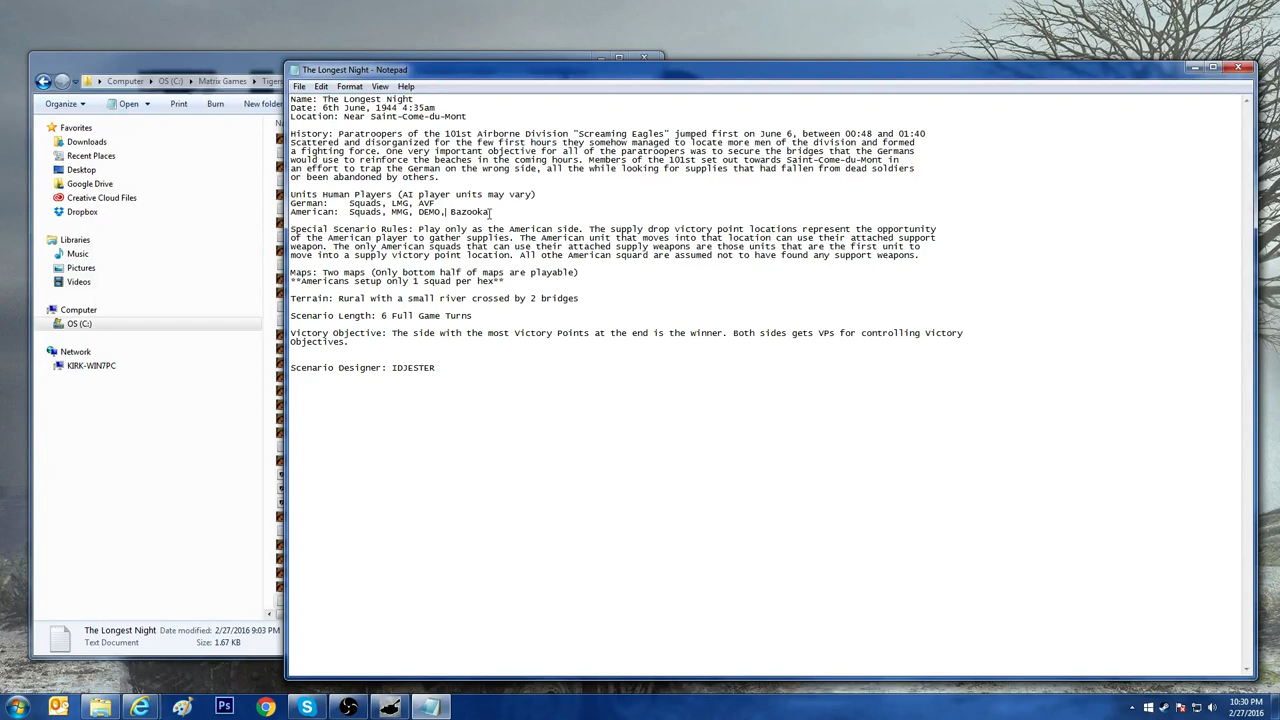 The Longest Night - Notepad
Computer OS (C:) Matrix Games Tigers
File Edit Format View Help
Organize Open Print Burn New folder
Name: The Longest Night
Date: 6th June, 1944 4:35am
Location: Near Saint-Come-du-Mont
History: Paratroopers of the 101st Airborne Division "Screaming Eagles" jumped first on June 6, between 00:48 and 01:40
Scattered and disorganized for the few first hours they somehow managed to locate more men of the division and formed
a fighting force. One very important objective for all of the paratroopers was to secure the bridges that the Germans
would use to reinforce the beaches in the coming hours. Members of the 101st set out towards Saint-Come-du-Mont in
an effort to trap the German on the wrong side, all the while looking for supplies that had fallen from dead soldiers
or been abandoned by others.
Units Human Players (AI player units may vary)
German: Squads, LMG, AVF
American: Squads, MMG, DEMO, Bazooka
Special Scenario Rules: Play only as the American side. The supply drop victory point locations represent the opportunity
of the American player to gather supplies. The American unit that moves into that location can use their attached support
weapon. The only American squads that can use their attached supply weapons are those units that are the first unit to
move into a supply victory point location. All othe American squard are assumed not to have found any support weapons.
Maps: Two maps (Only bottom half of maps are playable)
**Americans setup only 1 squad per hex**
Terrain: Rural with a small river crossed by 2 bridges
Scenario Length: 6 Full Game Turns
Victory Objective: The side with the most Victory Points at the end is the winner. Both sides gets VPs for controlling Victory
Objectives.
Scenario Designer: IDJESTER
Favorites
Downloads
Recent Places
Desktop
Google Drive
Creative Cloud Files
Dropbox
Libraries
Music
Pictures
Videos
Computer
OS (C:)
Network
KIRK-WIN7PC
The Longest Night Date modified: 2/27/2016 9:03 PM
Text Document Size: 1.67 KB
Ps
10:30 PM
2/27/2016